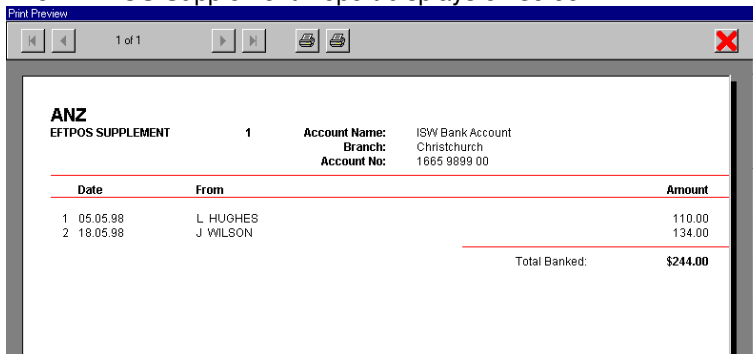 Print Preview
1 of 1
ANZ
EFTPOS SUPPLEMENT 1 Account Name: ISW Bank Account
Branch: Christchurch
Account No: 1665 9899 00
Date From Amount
1 05.05.98 L HUGHES 110.00
2 18.05.98 J WILSON 134.00
Total Banked: $244.00